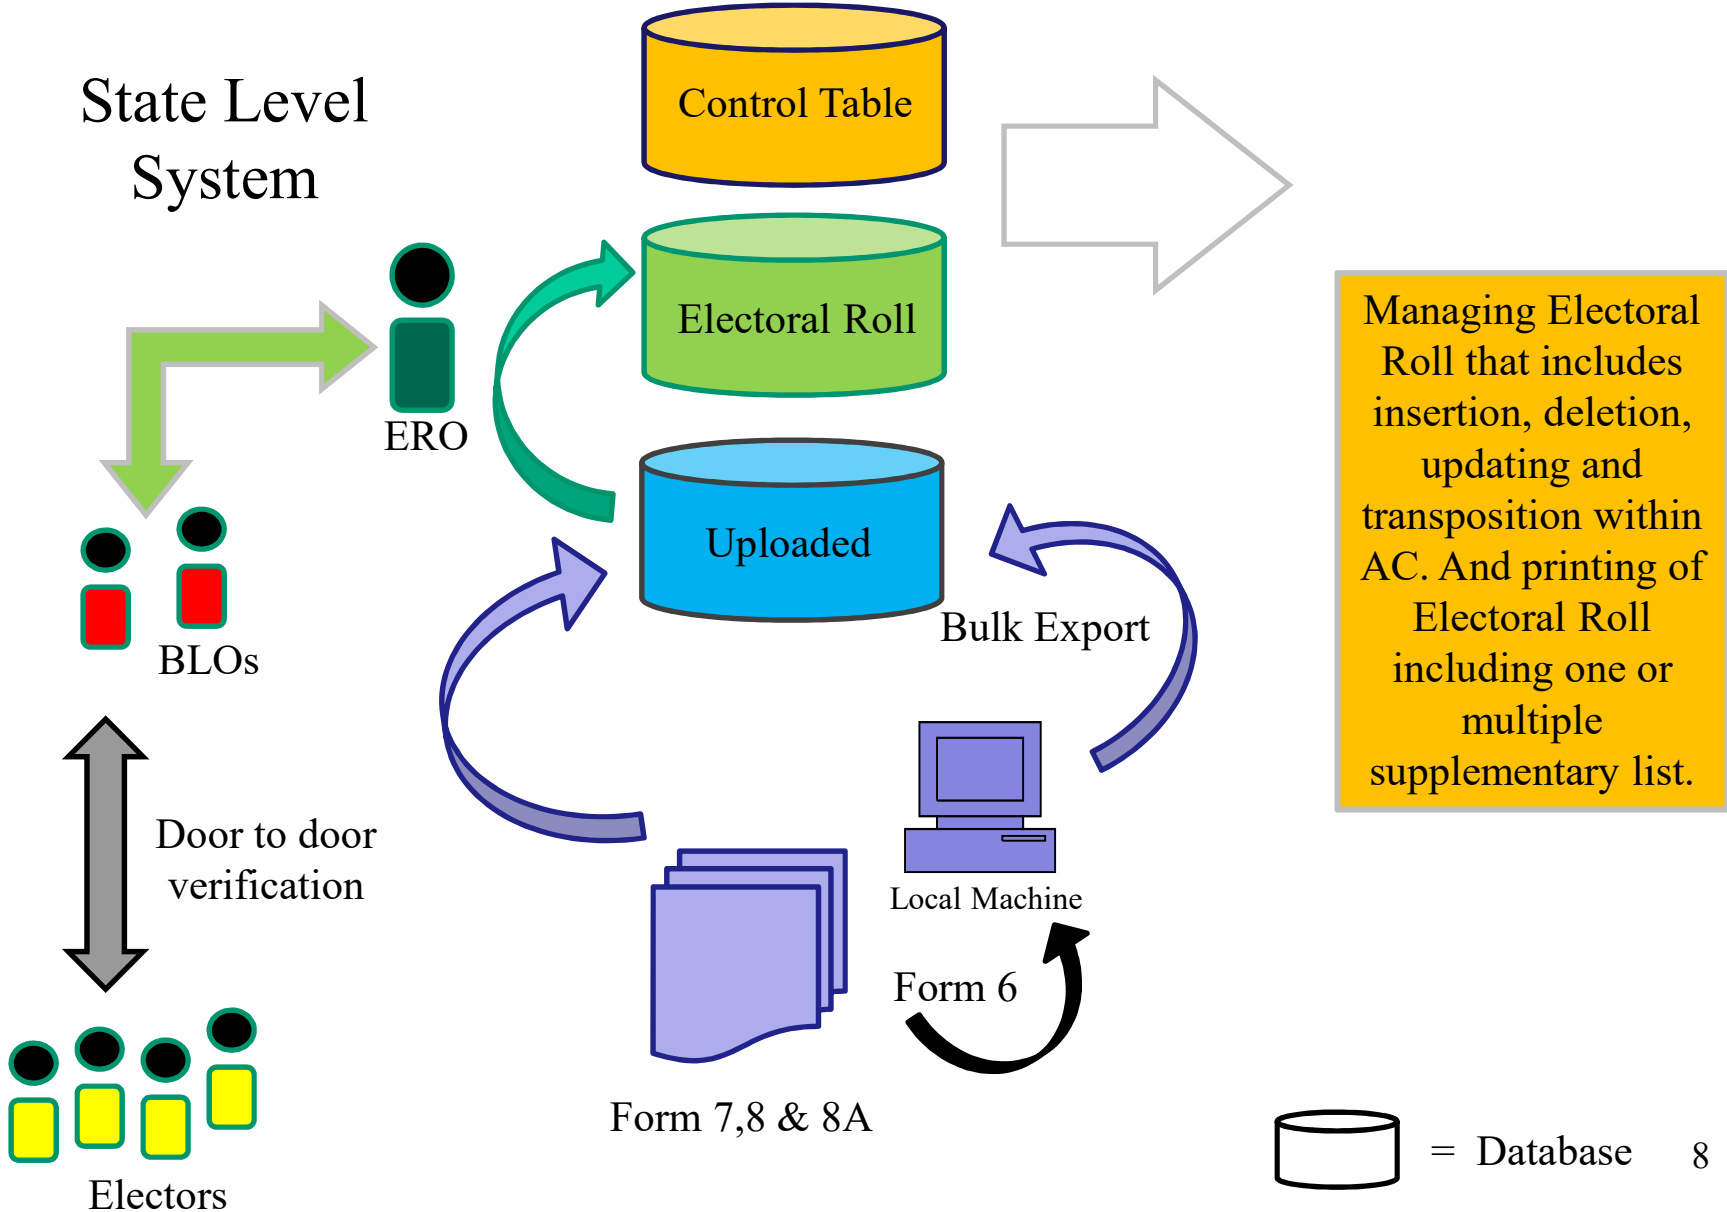 State Level
System
Control Table
Electoral Roll
ERO
Uploaded
Bulk Export
BLOs
Managing Electoral
Roll that includes
insertion, deletion,
updating and
transposition within
AC. And printing of
Electoral Roll
including one or
multiple
supplementary list.
Door to door
verification
Local Machine
Form 6
Form 7,8 & 8A
Electors
= Database
8